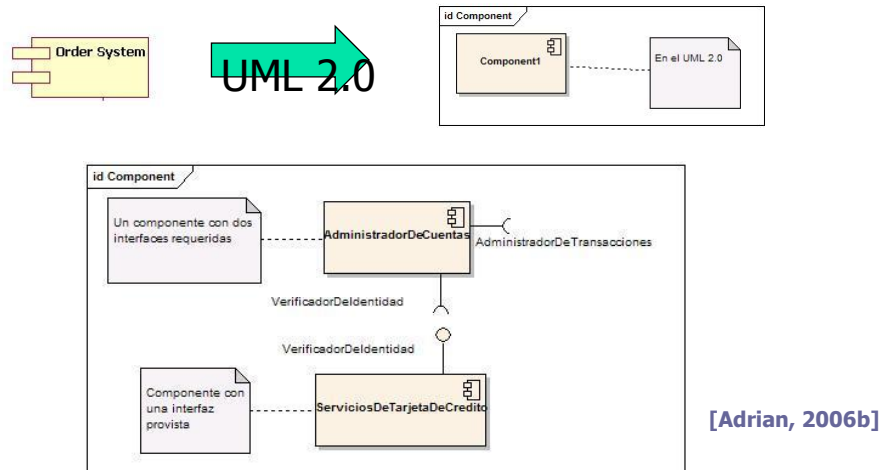 Order System
UML 2.0
id Component
Component1
En el UML 2.0
id Component
Un componente con dos
interfaces requeridas
AdministradorDeCuentas
AdministradorDeTransacciones
VerificadorDeIdentidad
VerificadorDeIdentidad
Componente con
una interfaz
provista
ServiciosDeTarjetaDeCredito
[Adrian, 2006b]